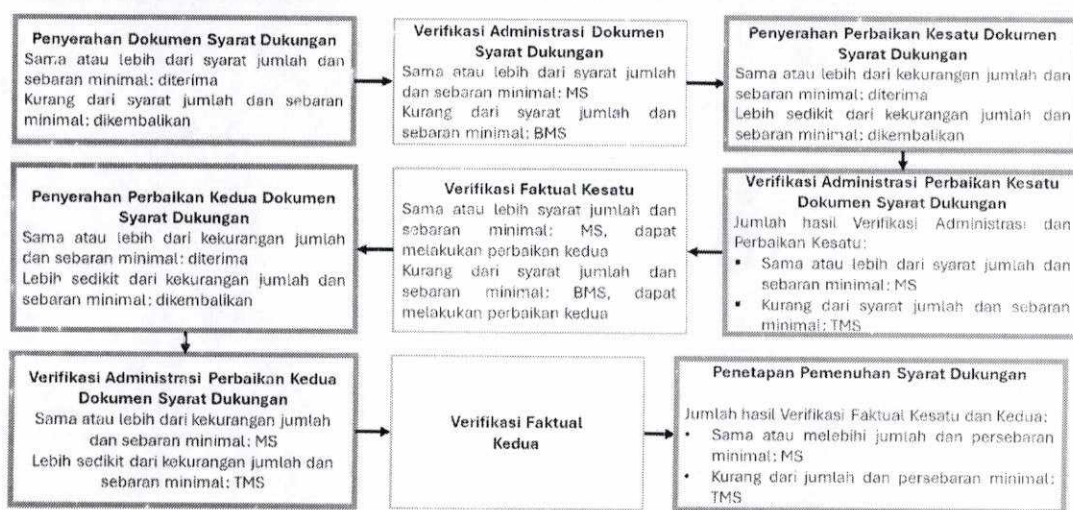 Penyerahan Dokumen Syarat Dukungan
Sama atau lebih dari syarat jumlah dan
sebaran minimal: diterima
Kurang dari syarat jumlah dan sebaran
minimal: dikembalikan
Verifikasi Administrasi Dokumen
Syarat Dukungan
Sama atau lebih dari syarat jumlah
dan sebaran minimal: MS
Kurang dari syarat jumlah dan
sebaran minimal: BMS
Penyerahan Perbaikan Kesatu Dokumen
Syarat Dukungan
Sama atau lebih dari kekurangan jumlah dan
sebaran minimal: diterima
Lebih sedikit dari kekurangan jumlah dan
sebaran minimal: dikembalikan
Verifikasi Administrasi Perbaikan Kesatu
Dokumen Syarat Dukungan
Jumlah hasil Verifikasi Administrasi dan
Perbaikan Kesatu:
▪ Sama atau lebih dari syarat jumlah dan
sebaran minimal: MS
▪ Kurang dari syarat jumlah dan sebaran
minimal: TMS
Verifikasi Faktual Kesatu
Sama atau lebih syarat jumlah dan
sebaran minimal: MS, dapat
melakukan perbaikan kedua
Kurang dari syarat jumlah dan
sebaran minimal: BMS, dapat
melakukan perbaikan kedua
Penyerahan Perbaikan Kedua Dokumen
Syarat Dukungan
Sama atau lebih dari kekurangan jumlah
dan sebaran minimal: diterima
Lebih sedikit dari kekurangan jumlah dan
sebaran minimal: dikembalikan
Verifikasi Administrasi Perbaikan Kedua
Dokumen Syarat Dukungan
Sama atau lebih dari kekurangan jumlah
dan sebaran minimal: MS
Lebih sedikit dari kekurangan jumlah dan
sebaran minimal: TMS
Verifikasi Faktual
Kedua
Penetapan Pemenuhan Syarat Dukungan
Jumlah hasil Verifikasi Faktual Kesatu dan Kedua:
• Sama atau melebihi jumlah dan persebaran
minimal: MS
• Kurang dari jumlah dan persebaran minimal:
TMS